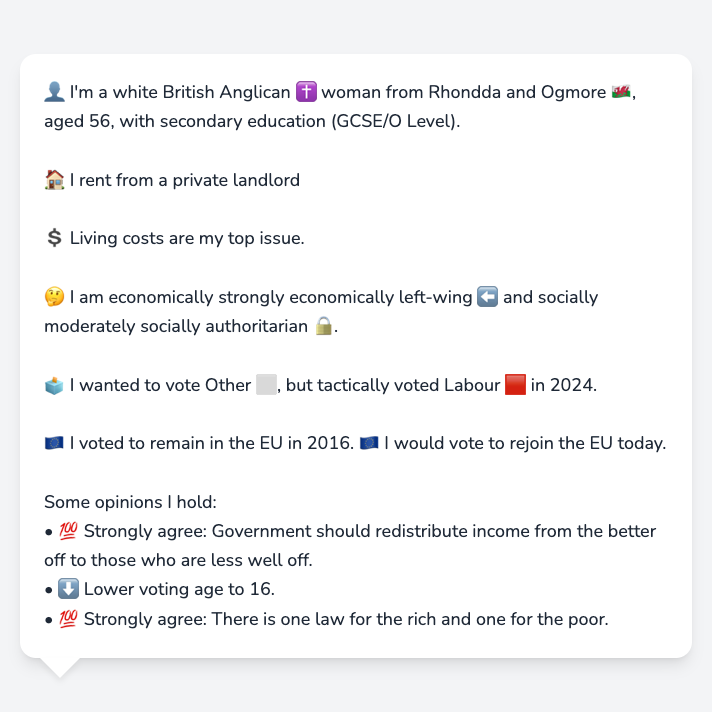 👤 I'm a white British Anglican ✝️ woman from Rhondda and Ogmore 🏴󠁧󠁢󠁷󠁬󠁳󠁿,
aged 56, with secondary education (GCSE/O Level).
🏠 I rent from a private landlord
💲 Living costs are my top issue.
🤔 I am economically strongly economically left-wing ⬅️ and socially
moderately socially authoritarian 🔒.
🗳️ I wanted to vote Other ⬜, but tactically voted Labour 🟥 in 2024.
🇪🇺 I voted to remain in the EU in 2016. 🇪🇺 I would vote to rejoin the EU today.
Some opinions I hold:
• 💯 Strongly agree: Government should redistribute income from the better
off to those who are less well off.
• ⬇️ Lower voting age to 16.
• 💯 Strongly agree: There is one law for the rich and one for the poor.